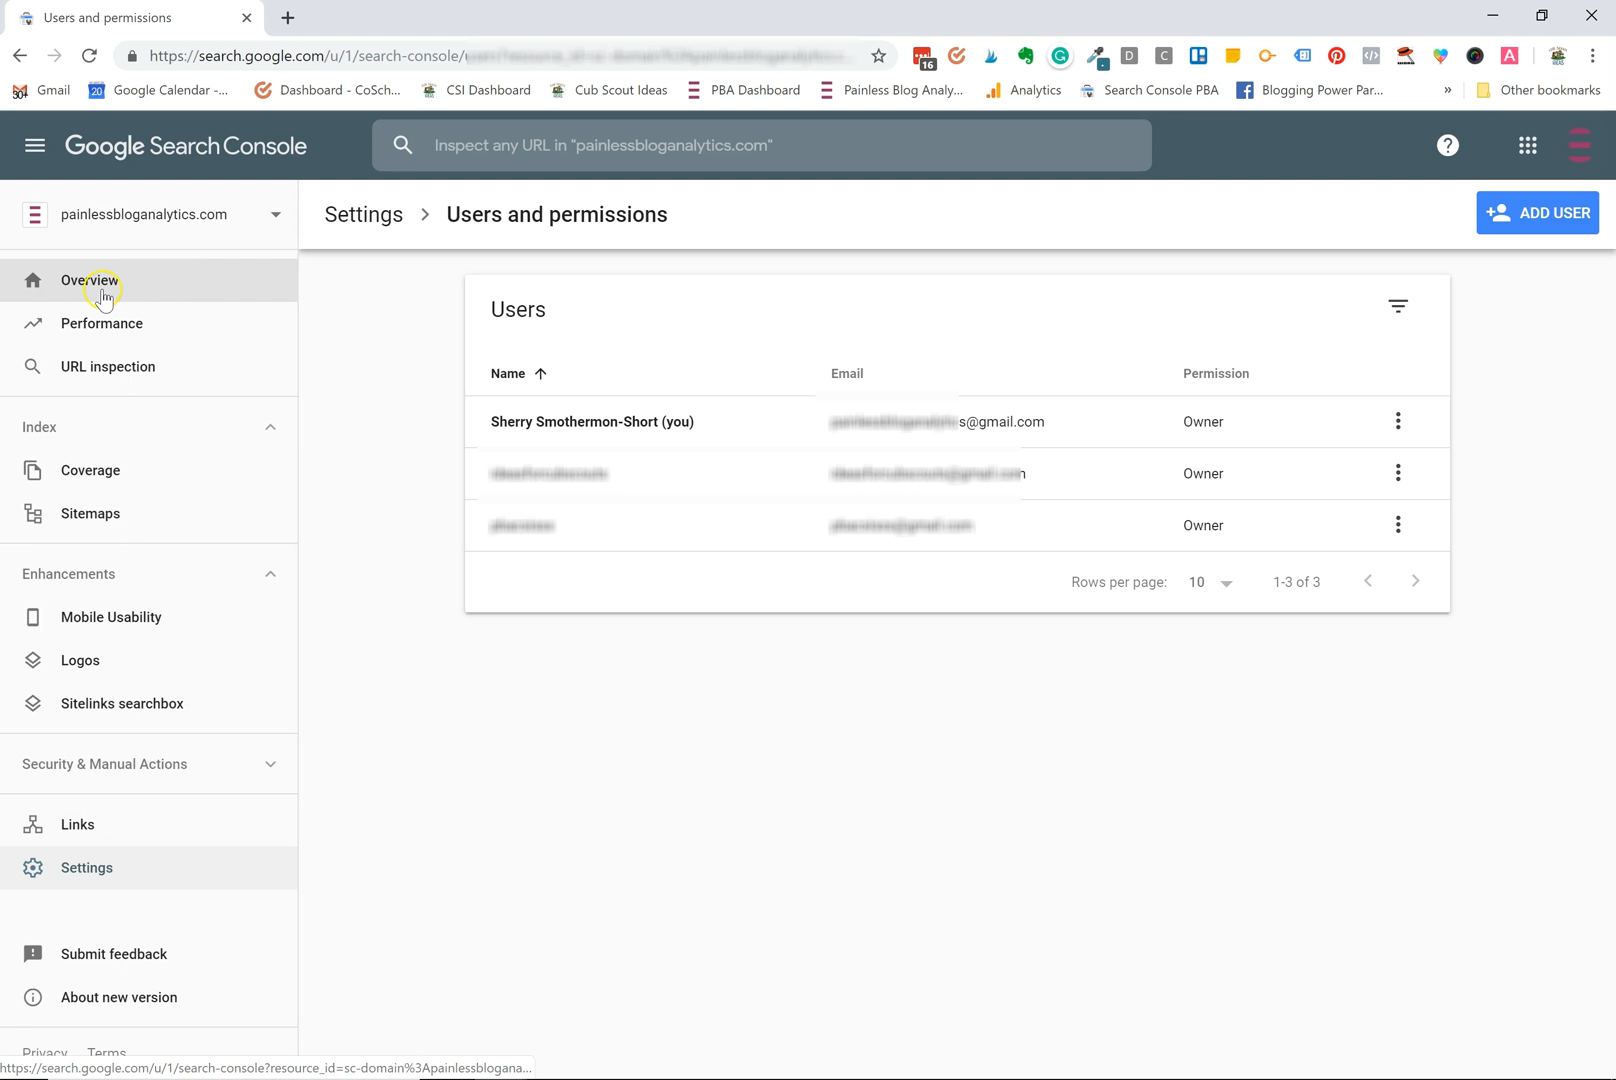 Users and permissions
https://search.google.com/u/1/search-console/
16
D
C
A
30+
Gmail
20
Google Calendar -...
Dashboard - CoSch...
CSI Dashboard
Cub Scout Ideas
PBA Dashboard
Painless Blog Analy...
Analytics
Search Console PBA
Blogging Power Par...
»
Other bookmarks
Google Search Console
Inspect any URL in "painlessbloganalytics.com"
painlessbloganalytics.com
Settings > Users and permissions
ADD USER
Overview
Performance
URL inspection
Index
Coverage
Sitemaps
Enhancements
Mobile Usability
Logos
Sitelinks searchbox
Security & Manual Actions
Links
Settings
Submit feedback
About new version
Privacy Terms
https://search.google.com/u/1/search-console?resource_id=sc-domain%3Apainlessblogana...
Users
Name Email Permission
Sherry Smothermon-Short (you) s@gmail.com Owner
Owner
Owner
Rows per page: 10 1-3 of 3